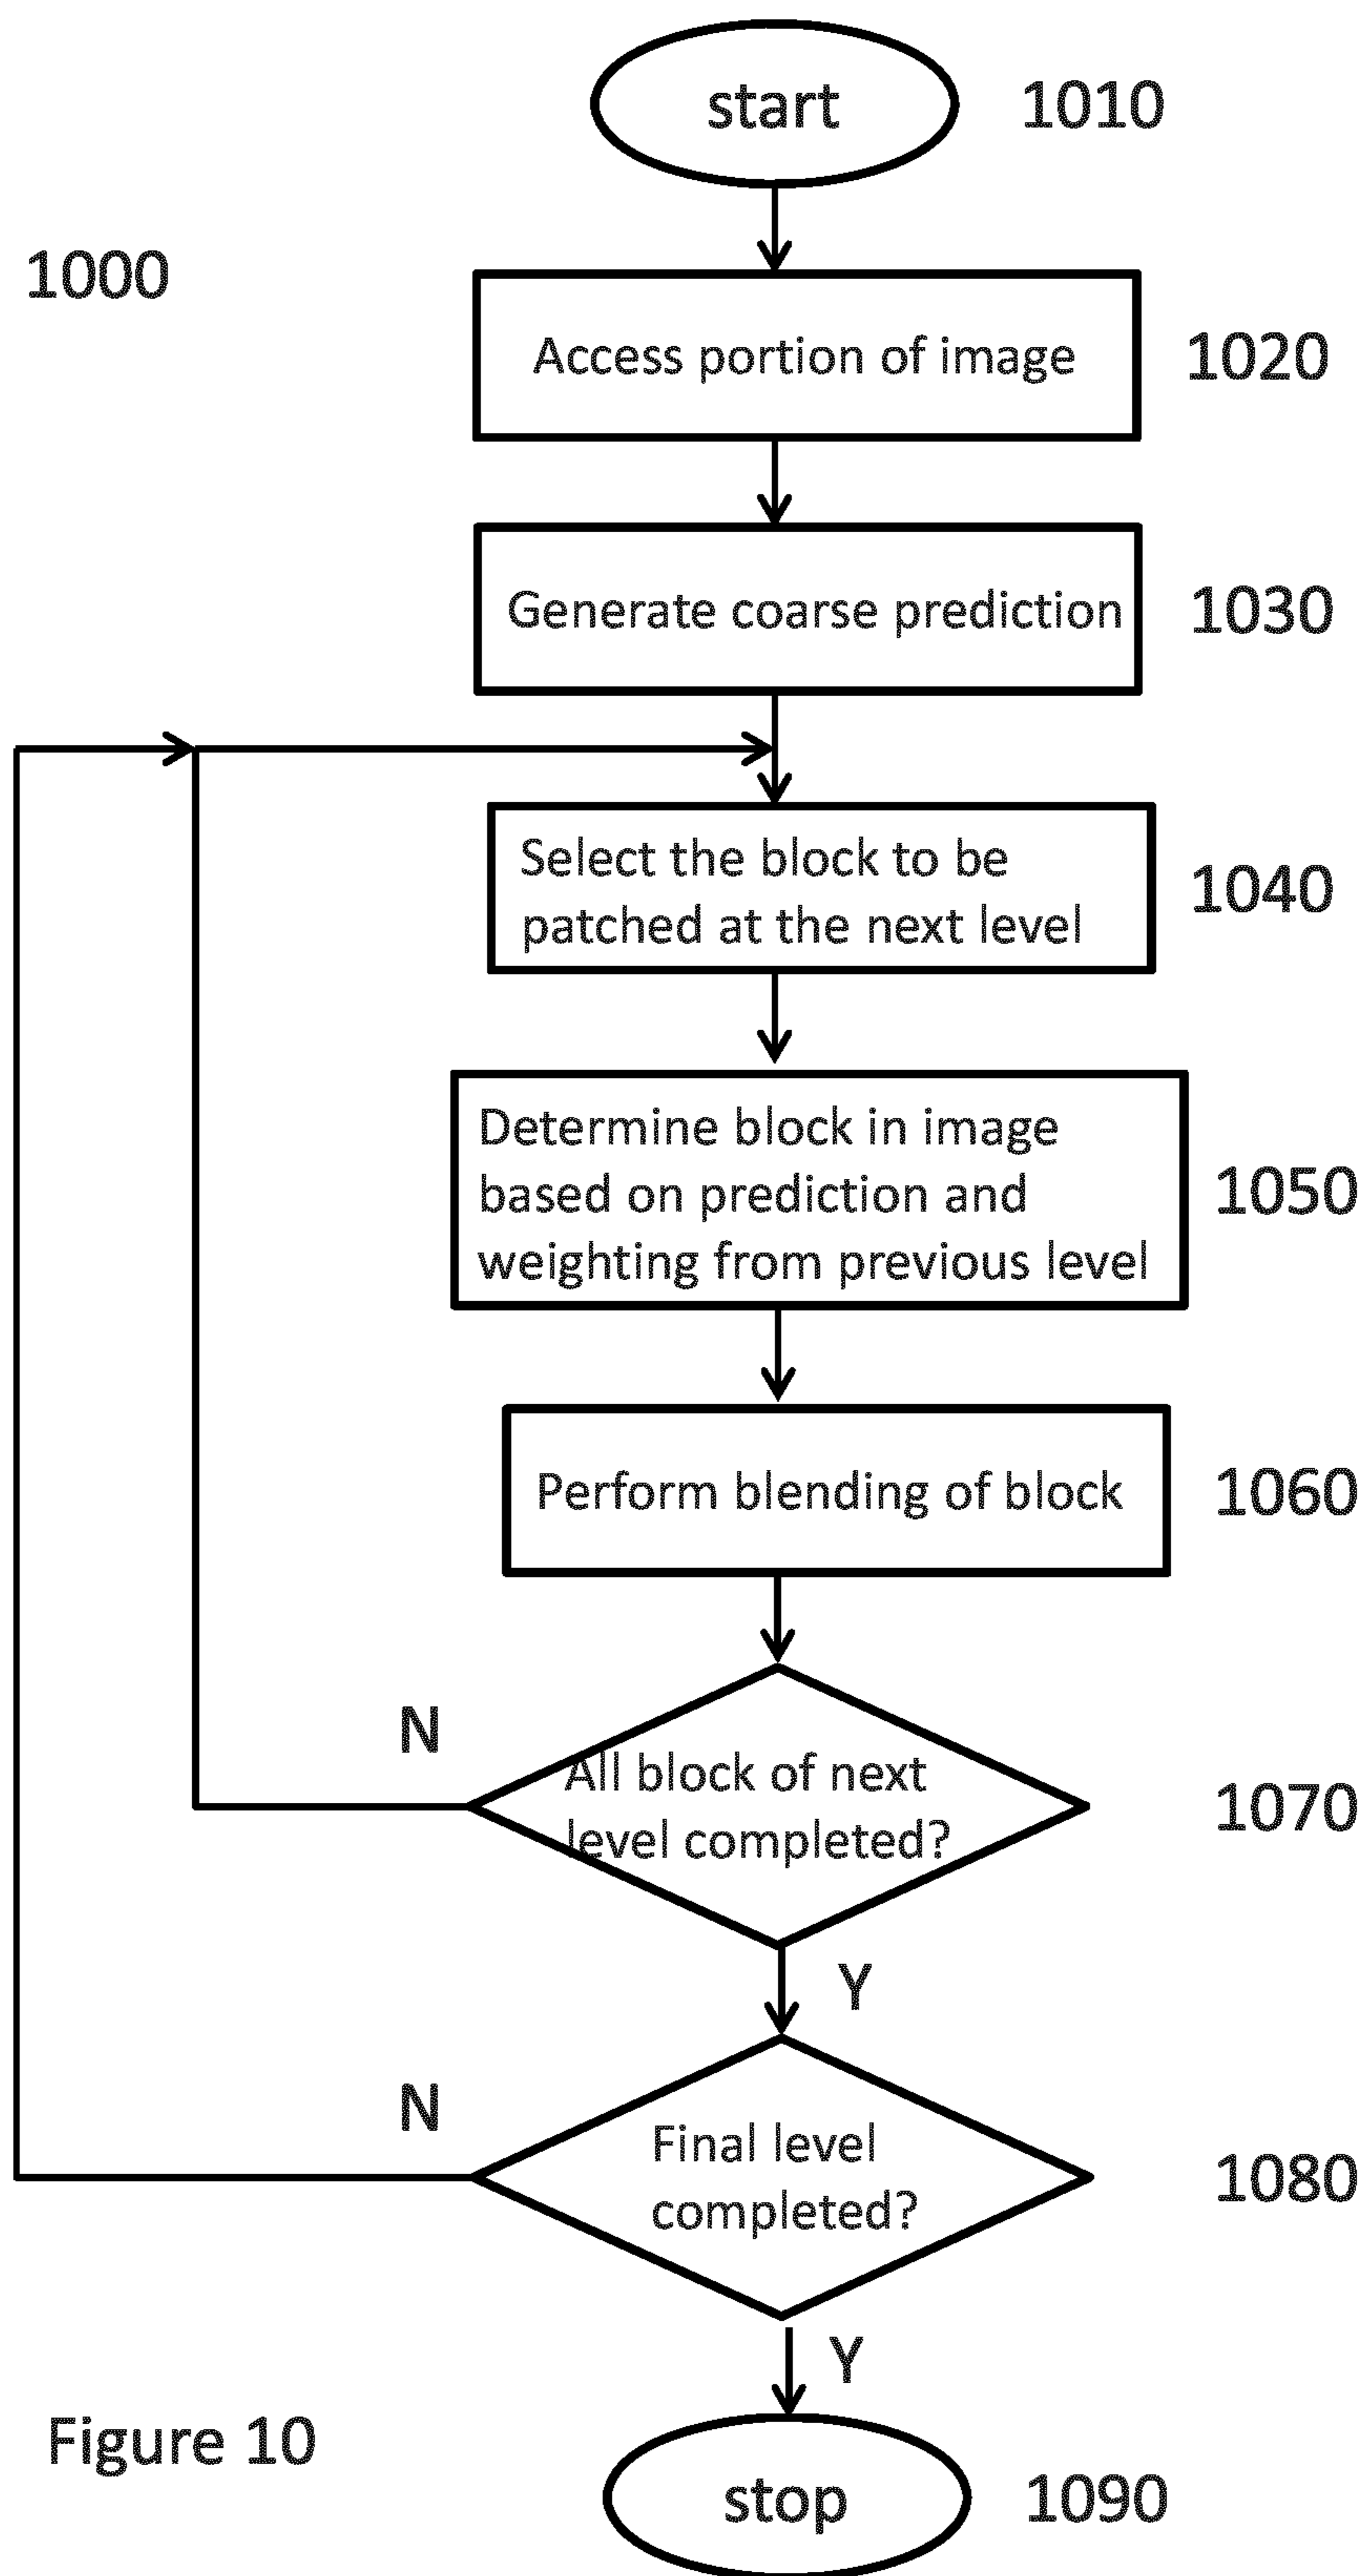 start
1010
1000
Access portion of image
1020
Generate coarse prediction
1030
Select the block to be
patched at the next level
1040
Determine block in image
based on prediction and
weighting from previous level
1050
Perform blending of block
1060
N
All block of next
level completed?
1070
Y
N
Final level
completed?
1080
Y
Figure 10
stop
1090